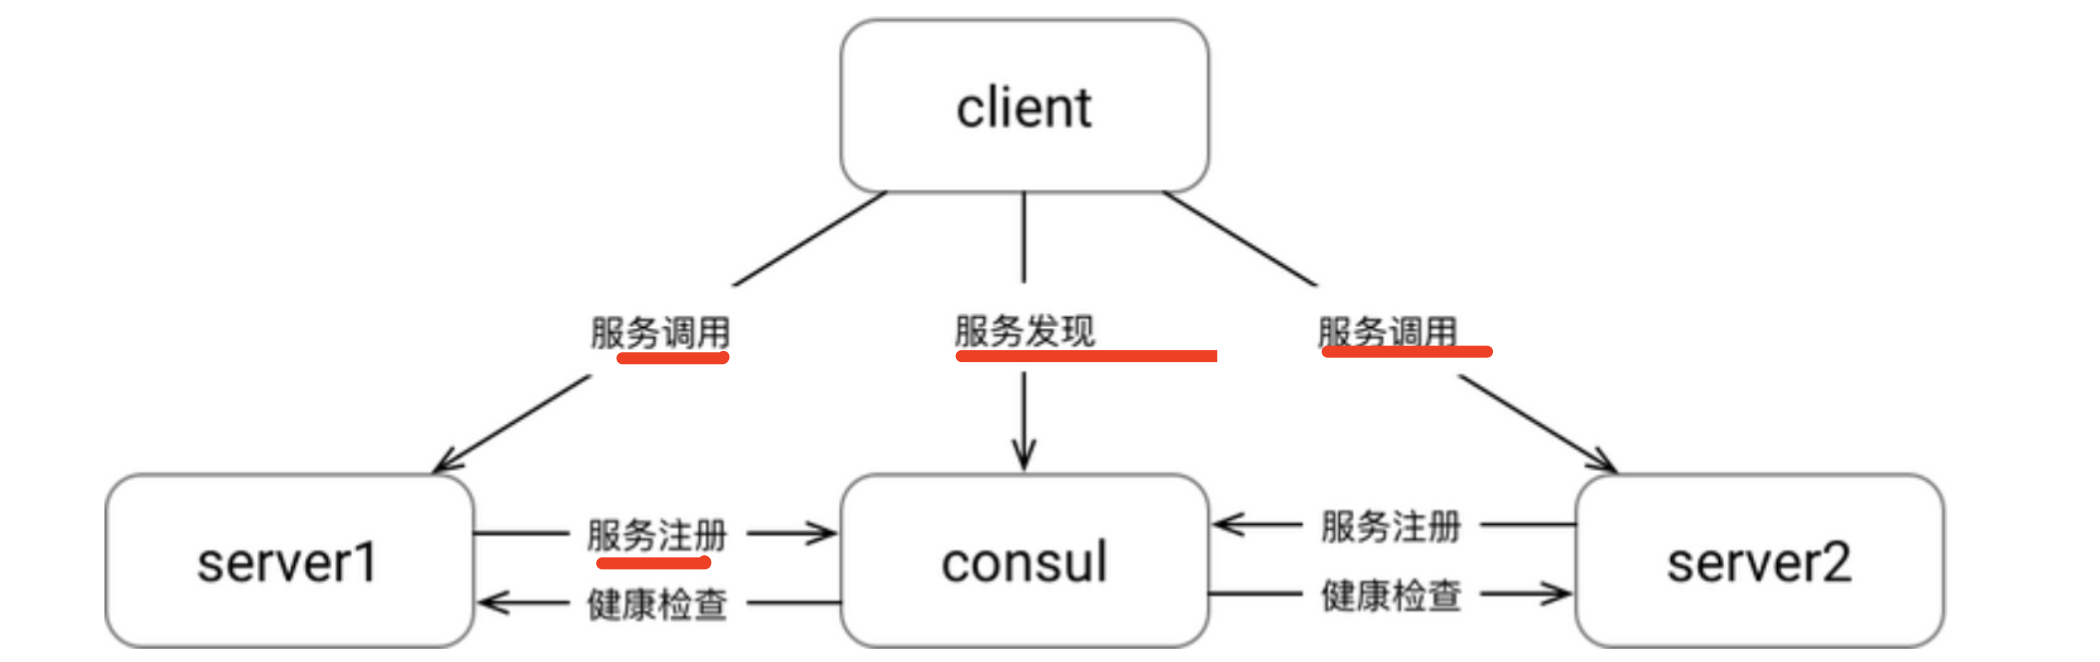 client
服务调用
服务发现
服务调用
server1
服务注册
健康检查
consul
服务注册
健康检查
server2